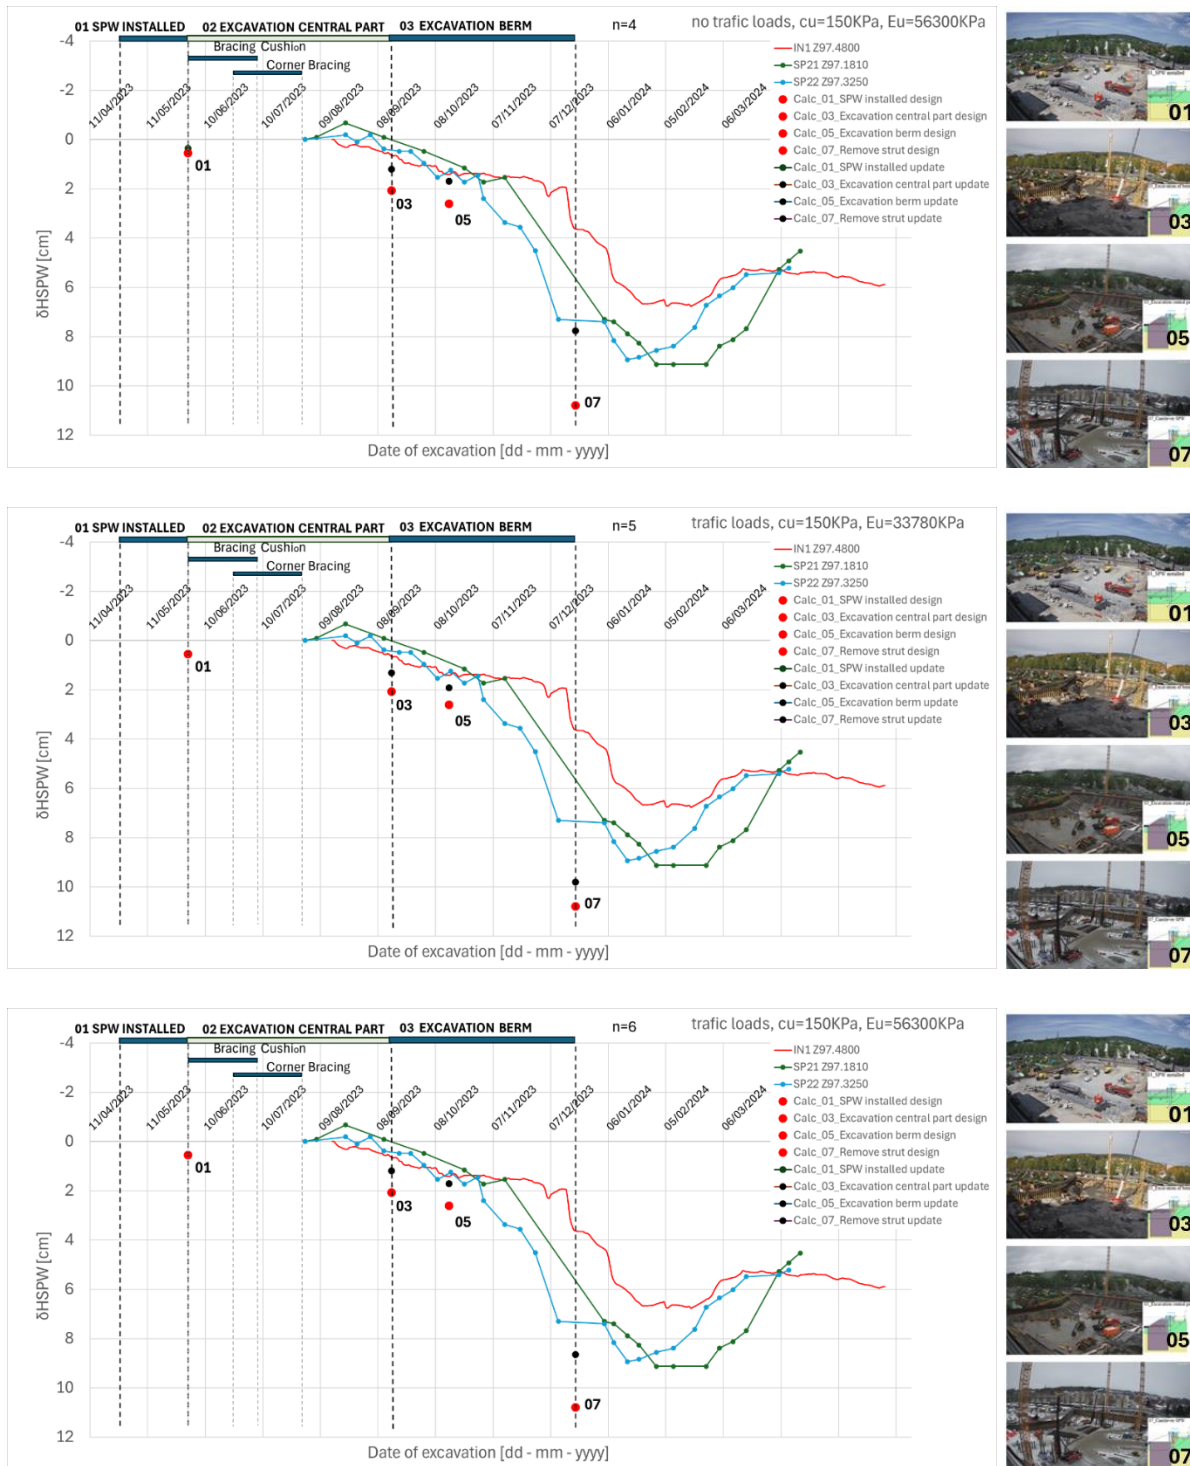 01 SPW INSTALLED 02 EXCAVATION CENTRAL PART 03 EXCAVATION BERM n=4 no trafic loads, cu=150KPa, Eu=56300KPa
Bracing Cushion
Corner Bracing
11/04/2023 11/05/2023 10/06/2023 10/07/2023 09/08/2023 08/09/2023 08/10/2023 07/11/2023 07/12/2023 06/01/2024 05/02/2024 06/03/2024
-4
-2
0
2
4
6
8
10
12
δHSPW [cm]
IN1 Z97.4800
SP21 Z97.1810
SP22 Z97.3250
Calc_01_SPW installed design
Calc_03_Excavation central part design
Calc_05_Excavation berm design
Calc_07_Remove strut design
Calc_01_SPW installed update
Calc_03_Excavation central part update
Calc_05_Excavation berm update
Calc_07_Remove strut update
01
03
05
07
Date of excavation [dd - mm - yyyy]
01
03
05
07
01 SPW INSTALLED 02 EXCAVATION CENTRAL PART 03 EXCAVATION BERM n=5 trafic loads, cu=150KPa, Eu=33780KPa
Bracing Cushion
Corner Bracing
11/04/2023 11/05/2023 10/06/2023 10/07/2023 09/08/2023 08/09/2023 08/10/2023 07/11/2023 07/12/2023 06/01/2024 05/02/2024 06/03/2024
-4
-2
0
2
4
6
8
10
12
δHSPW [cm]
IN1 Z97.4800
SP21 Z97.1810
SP22 Z97.3250
Calc_01_SPW installed design
Calc_03_Excavation central part design
Calc_05_Excavation berm design
Calc_07_Remove strut design
Calc_01_SPW installed update
Calc_03_Excavation central part update
Calc_05_Excavation berm update
Calc_07_Remove strut update
01
03
05
07
Date of excavation [dd - mm - yyyy]
01
03
05
07
01 SPW INSTALLED 02 EXCAVATION CENTRAL PART 03 EXCAVATION BERM n=6 trafic loads, cu=150KPa, Eu=56300KPa
Bracing Cushion
Corner Bracing
11/04/2023 11/05/2023 10/06/2023 10/07/2023 09/08/2023 08/09/2023 08/10/2023 07/11/2023 07/12/2023 06/01/2024 05/02/2024 06/03/2024
-4
-2
0
2
4
6
8
10
12
δHSPW [cm]
IN1 Z97.4800
SP21 Z97.1810
SP22 Z97.3250
Calc_01_SPW installed design
Calc_03_Excavation central part design
Calc_05_Excavation berm design
Calc_07_Remove strut design
Calc_01_SPW installed update
Calc_03_Excavation central part update
Calc_05_Excavation berm update
Calc_07_Remove strut update
01
03
05
07
Date of excavation [dd - mm - yyyy]
01
03
05
07